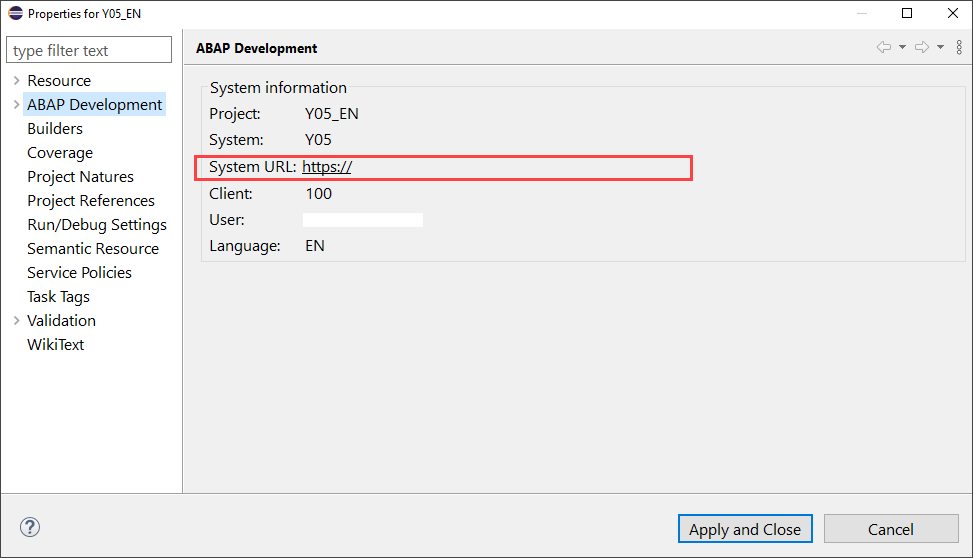 Properties for Y05_EN
type filter text
Resource
ABAP Development
Builders
Coverage
Project Natures
Project References
Run/Debug Settings
Semantic Resource
Service Policies
Task Tags
Validation
WikiText
ABAP Development
System information
Project: Y05_EN
System: Y05
System URL: https://
Client: 100
User:
Language: EN
?
Apply and Close
Cancel